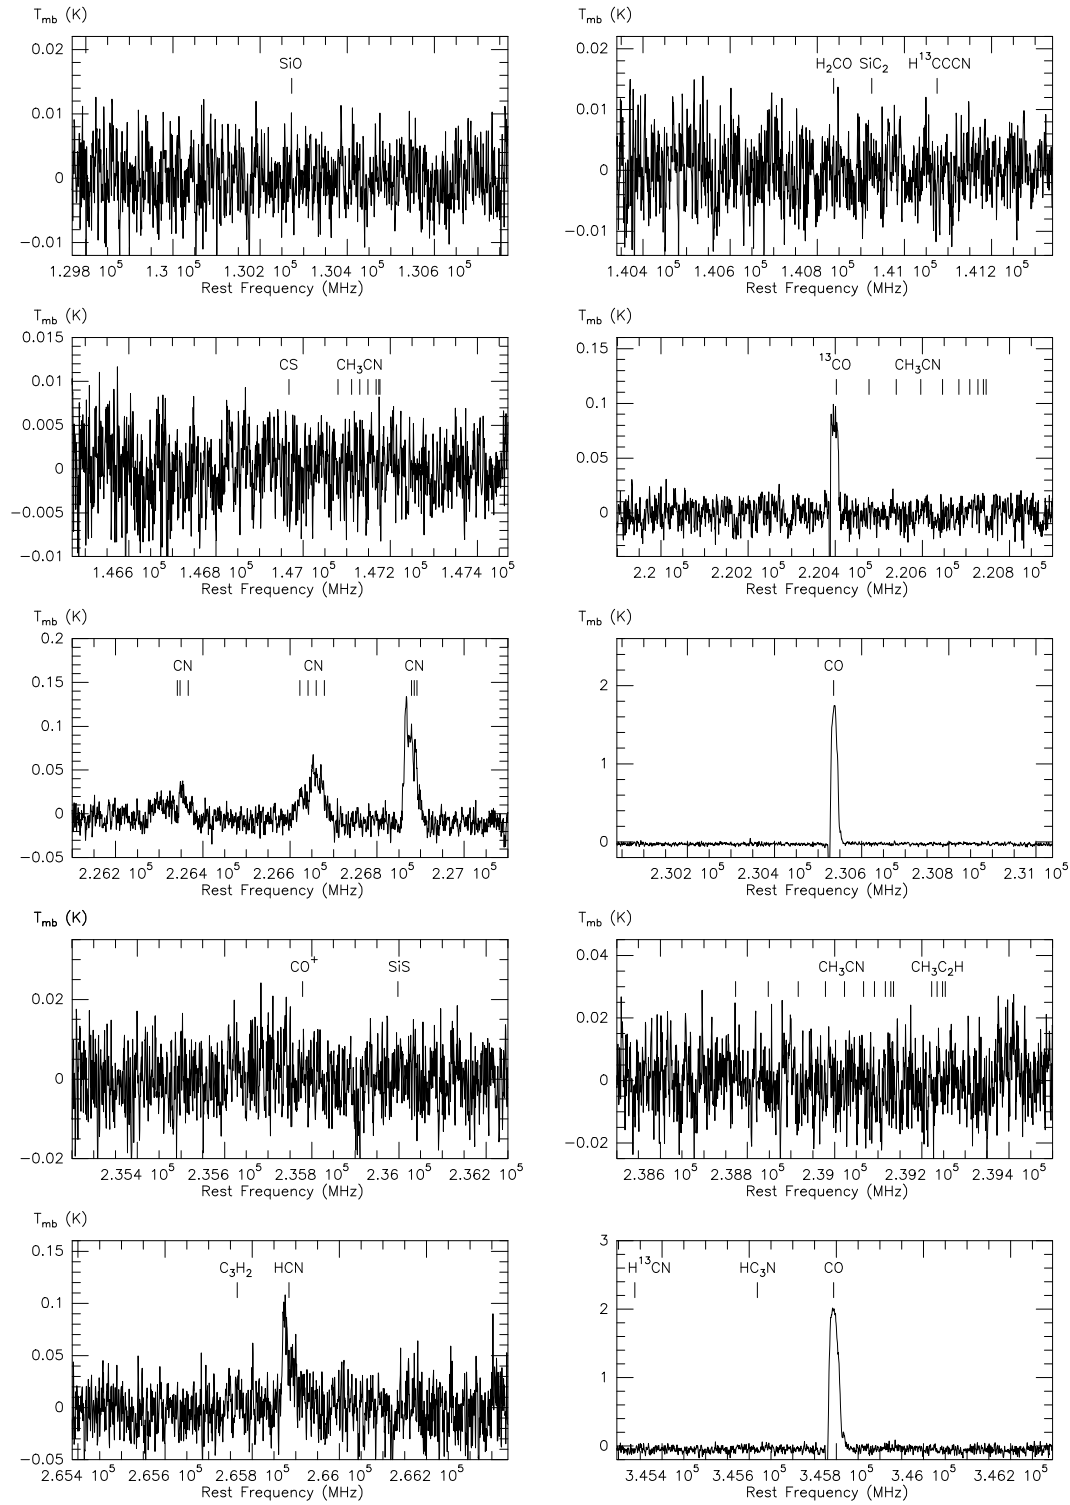 T_mb (K)
0.02
0.01
0
−0.01
SiO
1.298 10^5 1.3 10^5 1.302 10^5 1.304 10^5 1.306 10^5
Rest Frequency (MHz)
T_mb (K)
0.02
0.01
0
−0.01
H₂CO SiC₂ H¹³CCCN
1.404 10^5 1.406 10^5 1.408 10^5 1.41 10^5 1.412 10^5
Rest Frequency (MHz)
T_mb (K)
0.015
0.01
0.005
0
−0.005
−0.01
CS CH₃CN
1.466 10^5 1.468 10^5 1.47 10^5 1.472 10^5 1.474 10^5
Rest Frequency (MHz)
T_mb (K)
0.15
0.1
0.05
0
¹³CO CH₃CN
2.2 10^5 2.202 10^5 2.204 10^5 2.206 10^5 2.208 10^5
Rest Frequency (MHz)
T_mb (K)
0.2
0.15
0.1
0.05
0
−0.05
CN CN CN
2.262 10^5 2.264 10^5 2.266 10^5 2.268 10^5 2.27 10^5
Rest Frequency (MHz)
T_mb (K)
2
1
0
CO
2.302 10^5 2.304 10^5 2.306 10^5 2.308 10^5 2.31 10^5
Rest Frequency (MHz)
T_mb (K)
0.02
0
−0.02
CO⁺ SiS
2.354 10^5 2.356 10^5 2.358 10^5 2.36 10^5 2.362 10^5
Rest Frequency (MHz)
T_mb (K)
0.04
0.02
0
−0.02
CH₃CN CH₃C₂H
2.386 10^5 2.388 10^5 2.39 10^5 2.392 10^5 2.394 10^5
Rest Frequency (MHz)
T_mb (K)
0.15
0.1
0.05
0
−0.05
C₃H₂ HCN
2.654 10^5 2.656 10^5 2.658 10^5 2.66 10^5 2.662 10^5
Rest Frequency (MHz)
T_mb (K)
3
2
1
0
H¹³CN HC₃N CO
3.454 10^5 3.456 10^5 3.458 10^5 3.46 10^5 3.462 10^5
Rest Frequency (MHz)